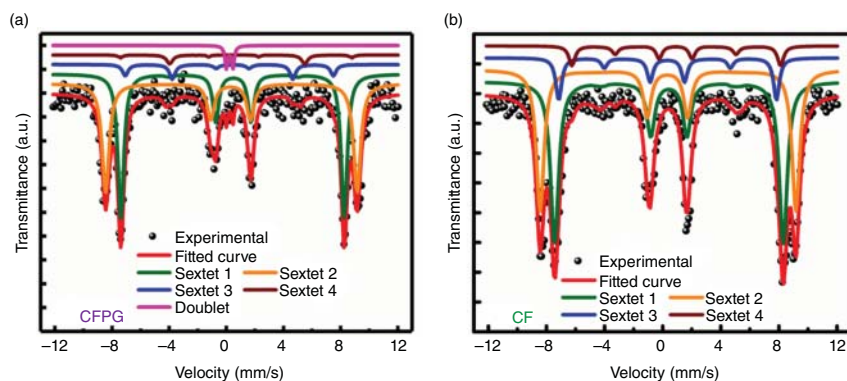 (a)
Transmittance (a.u.)
Experimental
Fitted curve
Sextet 1 Sextet 2
Sextet 3 Sextet 4
Doublet
CFPG
−12 −8 −4 0 4 8 12
Velocity (mm/s)
(b)
Transmittance (a.u.)
Experimental
Fitted curve
Sextet 1 Sextet 2
Sextet 3 Sextet 4
CF
−12 −8 −4 0 4 8 12
Velocity (mm/s)